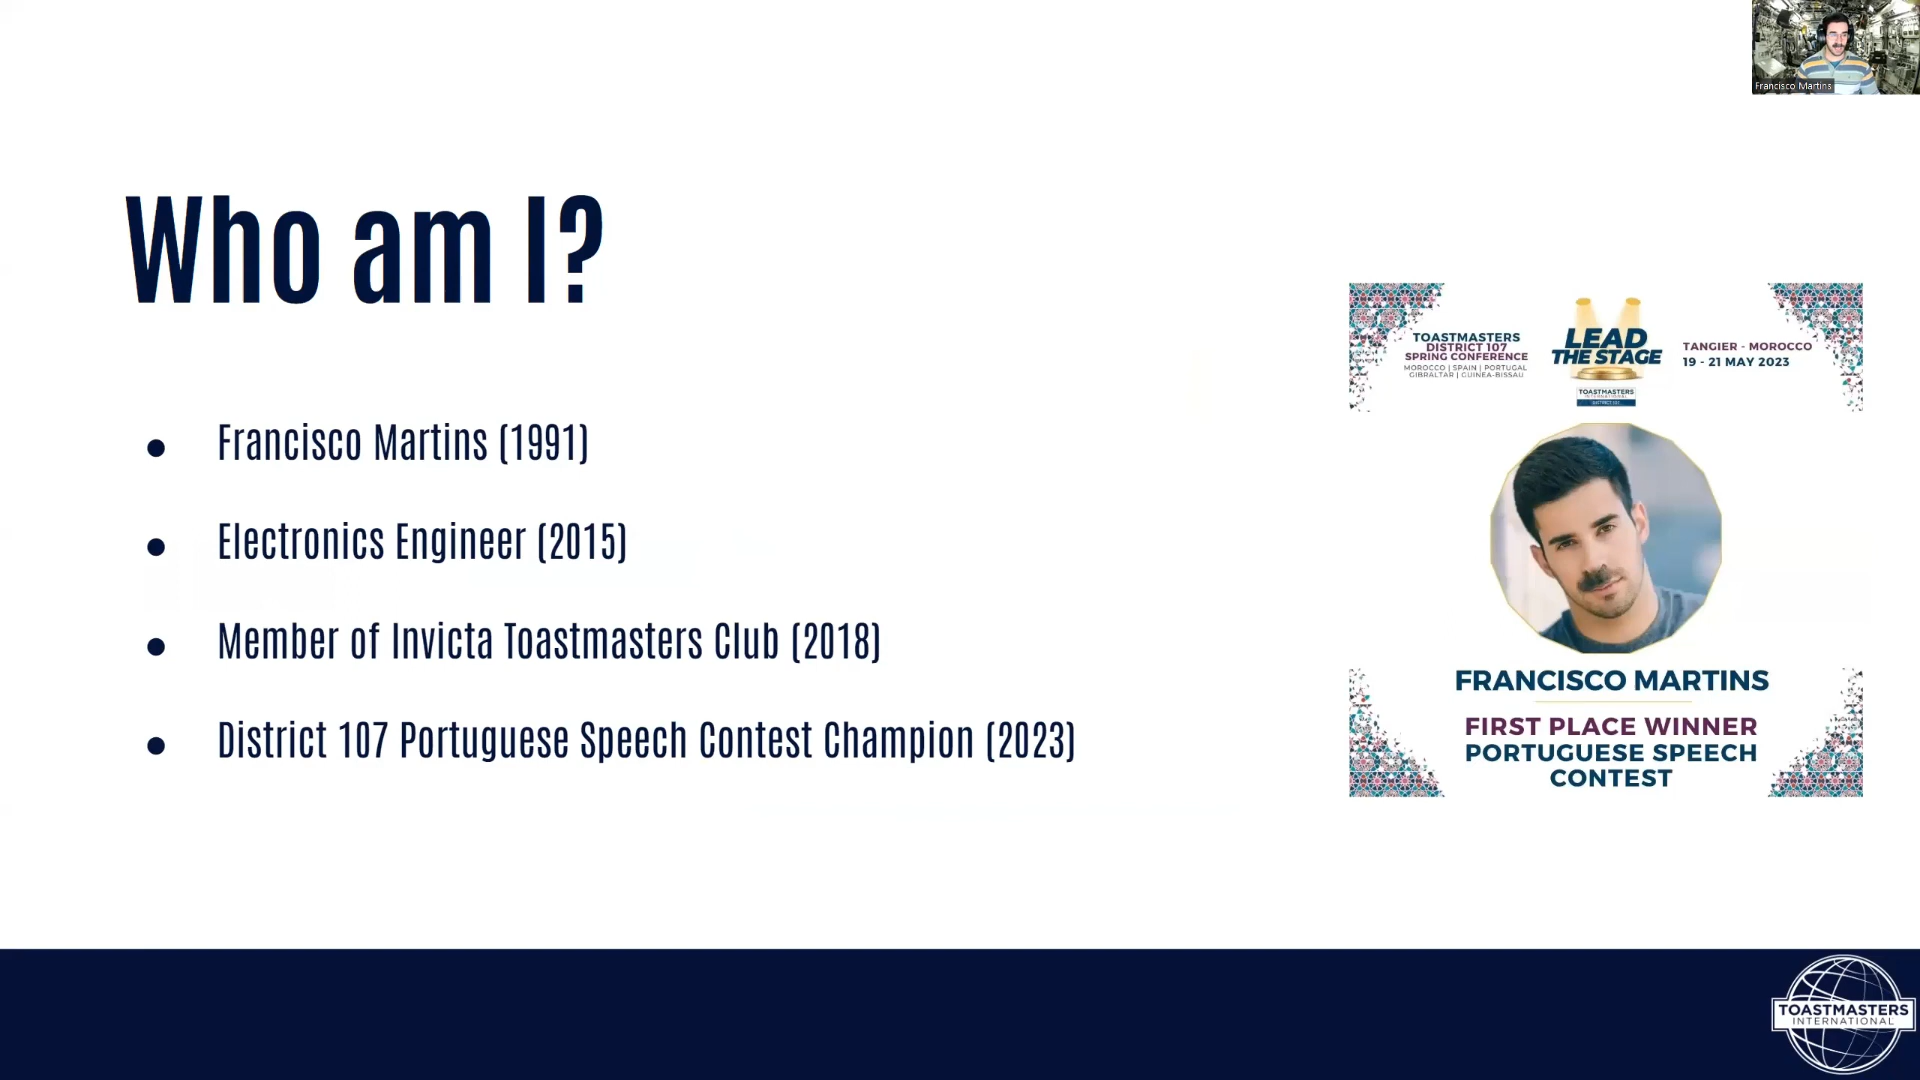 Francisco Martins
Who am I?
Francisco Martins (1991)
Electronics Engineer (2015)
Member of Invicta Toastmasters Club (2018)
District 107 Portuguese Speech Contest Champion (2023)
TOASTMASTERS
DISTRICT 107
SPRING CONFERENCE
MOROCCO | SPAIN | PORTUGAL
GIBRALTAR | GUINEA-BISSAU
LEAD
THE STAGE
TOASTMASTERS
INTERNATIONAL
TANGIER - MOROCCO
19 - 21 MAY 2023
FRANCISCO MARTINS
FIRST PLACE WINNER
PORTUGUESE SPEECH
CONTEST
TOASTMASTERS
INTERNATIONAL